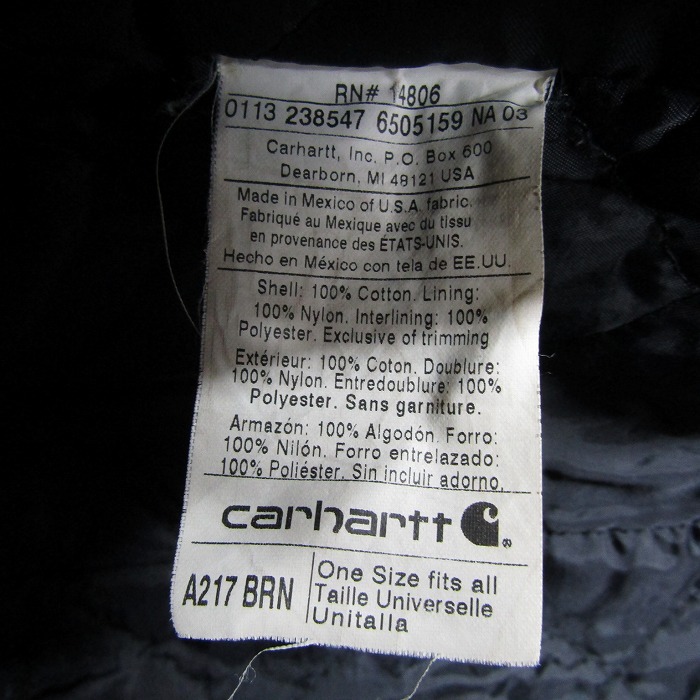 RN# 14806
0113 238547 6505159 NA 03
Carhartt, Inc. P.O. Box 600
Dearborn, MI 48121 USA
Made in Mexico of U.S.A. fabric.
Fabriqué au Mexique avec du tissu
en provenance des ÉTATS-UNIS.
Hecho en México con tela de EE.UU.
Shell: 100% Cotton. Lining:
100% Nylon. Interlining: 100%
Polyester. Exclusive of trimming
Extérieur: 100% Coton. Doublure:
100% Nylon. Entredoublure: 100%
Polyester. Sans garniture.
Armazón: 100% Algodón. Forro:
100% Nilón. Forro entrelazado:
100% Poliéster. Sin incluir adorno.
carhartt ®
A217 BRN
One Size fits all
Taille Universelle
Unitalla